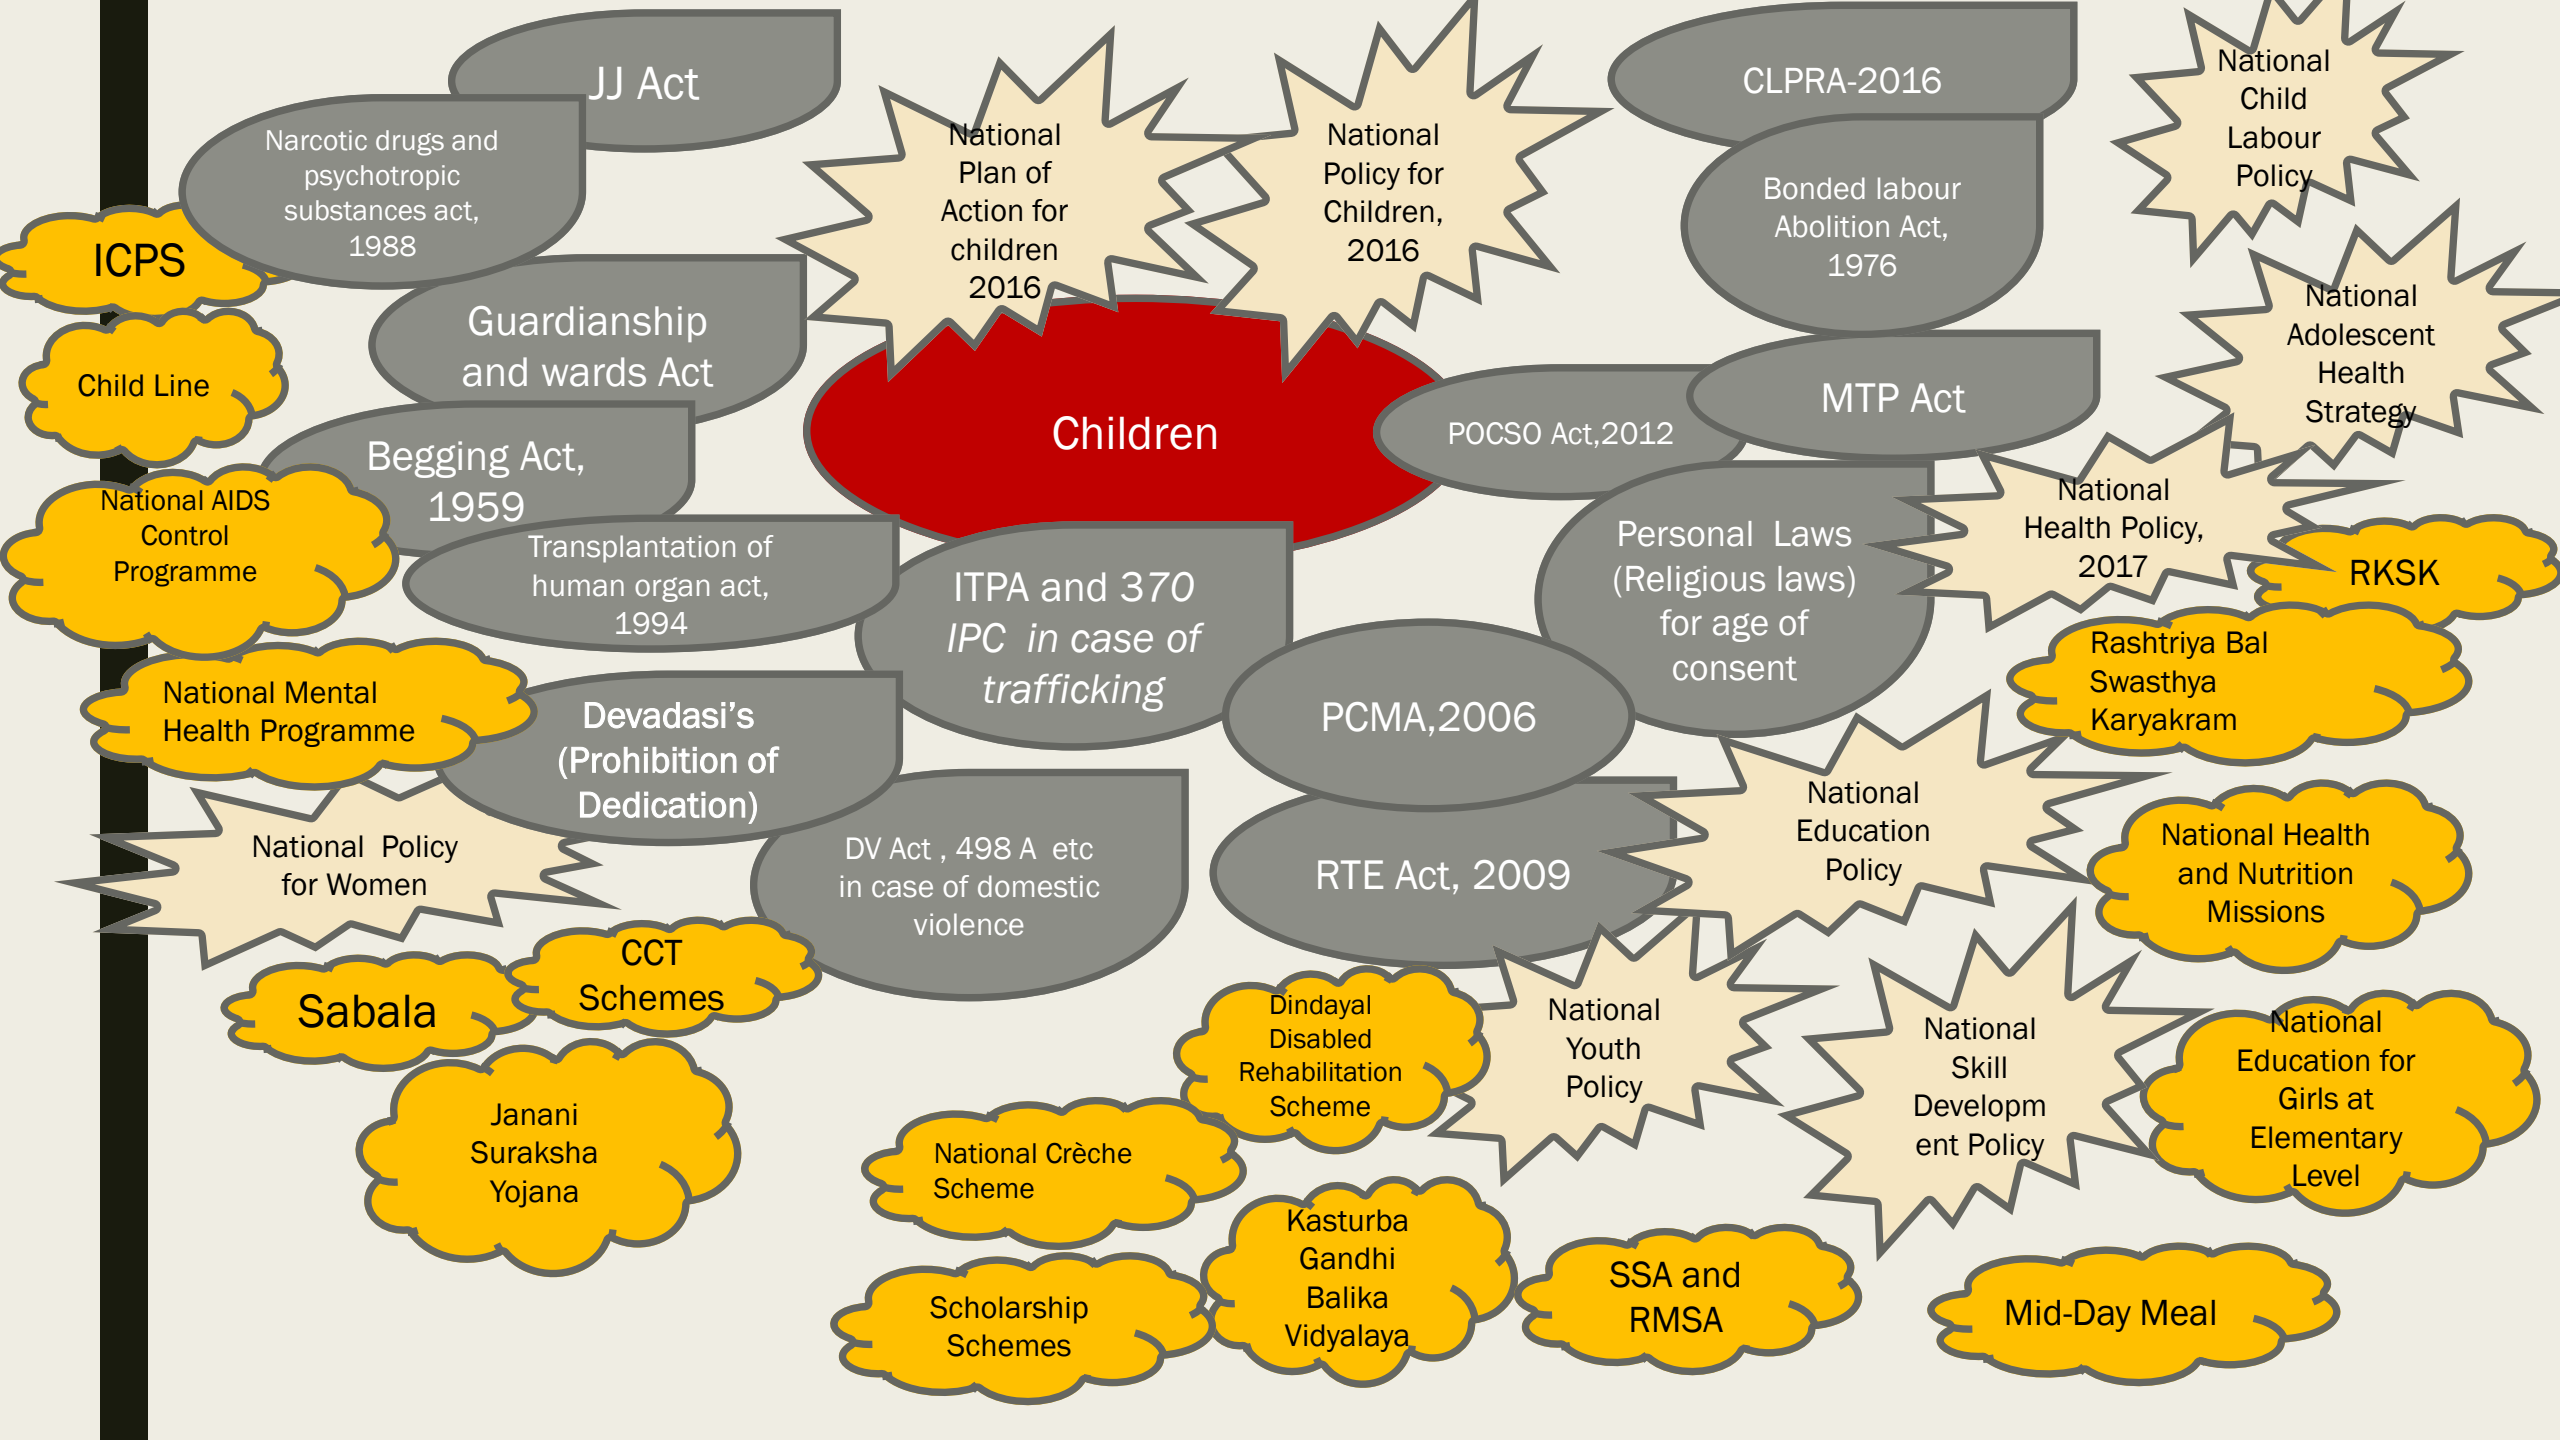 JJ Act
Narcotic drugs and
psychotropic
substances act,
1988
ICPS
Guardianship
and wards Act
Child Line
Begging Act,
1959
National AIDS
Control
Programme
Transplantation of
human organ act,
1994
National Mental
Health Programme
Devadasi’s
(Prohibition of
Dedication)
National  Policy
for Women
National
Plan of
Action for
children
2016
National
Policy for
Children,
2016
Children
CLPRA-2016
Bonded labour
Abolition Act,
1976
National
Child
Labour
Policy
National
Adolescent
Health
Strategy
POCSO Act,2012
MTP Act
National
Health Policy,
2017
RKSK
Personal  Laws
(Religious laws)
for age of
consent
ITPA and 370
IPC  in case of
trafficking
PCMA,2006
Rashtriya Bal
Swasthya
Karyakram
DV Act , 498 A  etc
in case of domestic
violence
RTE Act, 2009
National
Education
Policy
National Health
and Nutrition
Missions
CCT
Schemes
Sabala
Janani
Suraksha
Yojana
Dindayal
Disabled
Rehabilitation
Scheme
National
Youth
Policy
National
Skill
Developm
ent Policy
National
Education for
Girls at
Elementary
Level
National Crèche
Scheme
Scholarship
Schemes
Kasturba
Gandhi
Balika
Vidyalaya
SSA and
RMSA
Mid-Day Meal